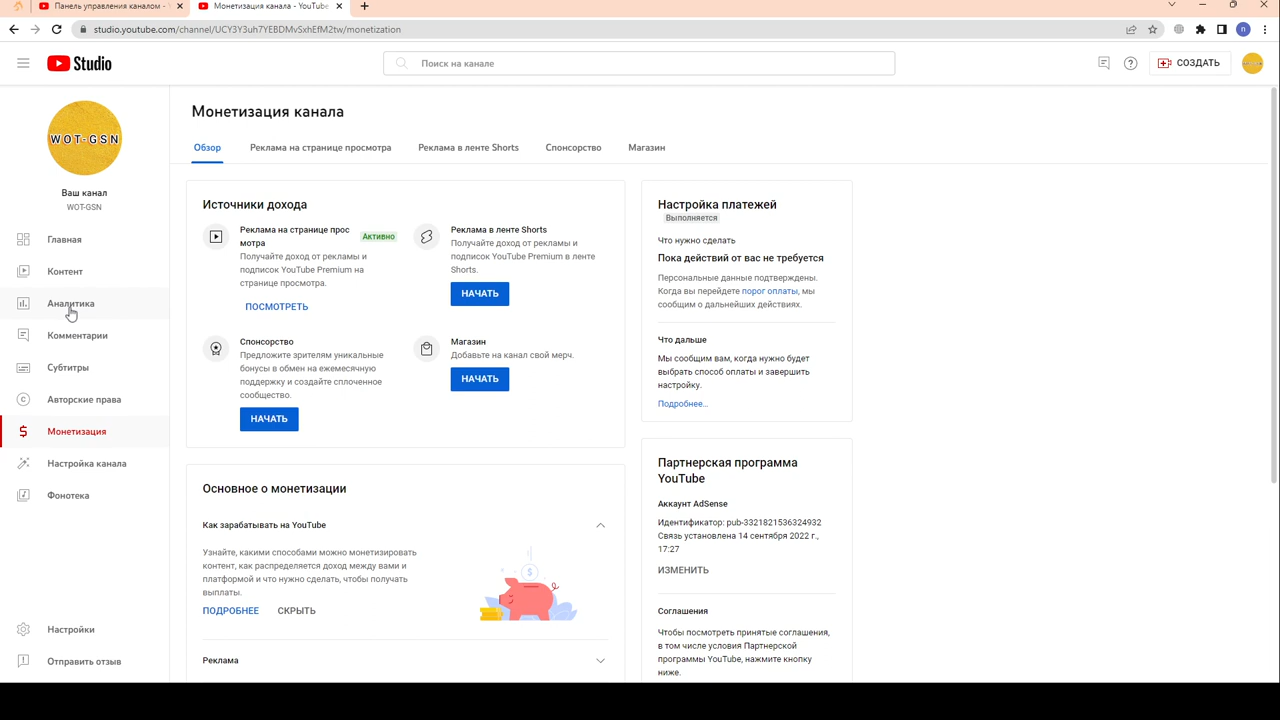 Панель управления каналом -
Монетизация канала - YouTube
studio.youtube.com/channel/UCY3Y3uh7YEBDMvSxhEfM2tw/monetization
n
Studio
Поиск на канале
СОЗДАТЬ
WOT-GSN
Ваш канал
WOT-GSN
Главная
Контент
Аналитика
Комментарии
Субтитры
Авторские права
Монетизация
Настройка канала
Фонотека
Настройки
Отправить отзыв
Монетизация канала
Обзор
Реклама на странице просмотра
Реклама в ленте Shorts
Спонсорство
Магазин
Источники дохода
Реклама на странице прос
мотра
Активно
Получайте доход от рекламы и
подписок YouTube Premium на
странице просмотра.
ПОСМОТРЕТЬ
Реклама в ленте Shorts
Получайте доход от рекламы и
подписок YouTube Premium в ленте
Shorts.
НАЧАТЬ
Спонсорство
Предложите зрителям уникальные
бонусы в обмен на ежемесячную
поддержку и создайте сплоченное
сообщество.
НАЧАТЬ
Магазин
Добавьте на канал свой мерч.
НАЧАТЬ
Основное о монетизации
Как зарабатывать на YouTube
Узнайте, какими способами можно монетизировать
контент, как распределяется доход между вами и
платформой и что нужно сделать, чтобы получать
выплаты.
ПОДРОБНЕЕ СКРЫТЬ
Реклама
Настройка платежей
Выполняется
Что нужно сделать
Пока действий от вас не требуется
Персональные данные подтверждены.
Когда вы перейдете порог оплаты, мы
сообщим о дальнейших действиях.
Что дальше
Мы сообщим вам, когда нужно будет
выбрать способ оплаты и завершить
настройку.
Подробнее...
Партнерская программа
YouTube
Аккаунт AdSense
Идентификатор: pub-3321821536324932
Связь установлена 14 сентября 2022 г.,
17:27
ИЗМЕНИТЬ
Соглашения
Чтобы посмотреть принятые соглашения,
в том числе условия Партнерской
программы YouTube, нажмите кнопку
ниже.